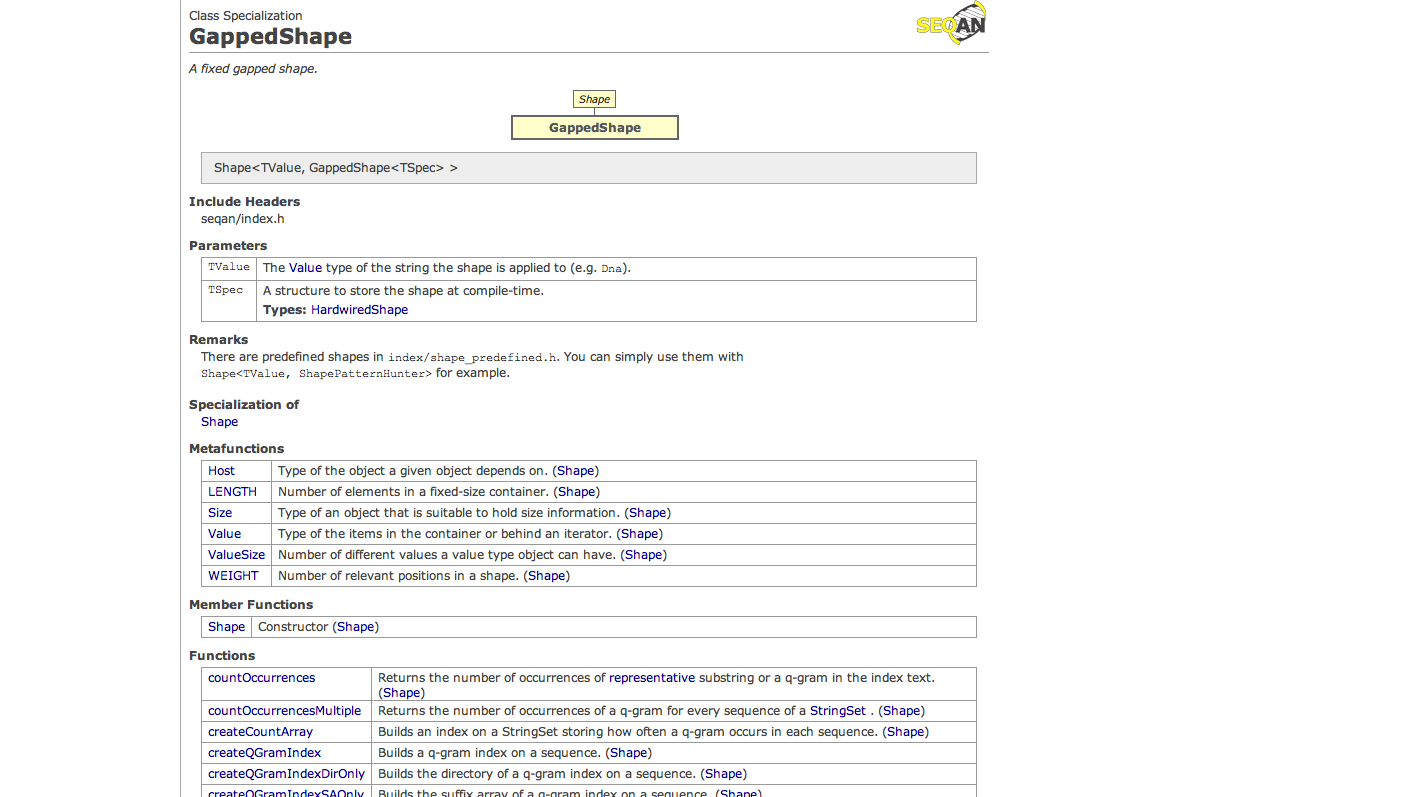 Class Specialization
GappedShape
SEQAN
A fixed gapped shape.
Shape
GappedShape
Shape<TValue, GappedShape<TSpec> >
Include Headers
seqan/index.h
Parameters
TValue The Value type of the string the shape is applied to (e.g. Dna).
TSpec A structure to store the shape at compile-time.
Types: HardwiredShape
Remarks
There are predefined shapes in index/shape_predefined.h. You can simply use them with
Shape<TValue, ShapePatternHunter> for example.
Specialization of
Shape
Metafunctions
Host Type of the object a given object depends on. (Shape)
LENGTH Number of elements in a fixed-size container. (Shape)
Size Type of an object that is suitable to hold size information. (Shape)
Value Type of the items in the container or behind an iterator. (Shape)
ValueSize Number of different values a value type object can have. (Shape)
WEIGHT Number of relevant positions in a shape. (Shape)
Member Functions
Shape Constructor (Shape)
Functions
countOccurrences Returns the number of occurrences of representative substring or a q-gram in the index text.
(Shape)
countOccurrencesMultiple Returns the number of occurrences of a q-gram for every sequence of a StringSet . (Shape)
createCountArray Builds an index on a StringSet storing how often a q-gram occurs in each sequence. (Shape)
createQGramIndex Builds a q-gram index on a sequence. (Shape)
createQGramIndexDirOnly Builds the directory of a q-gram index on a sequence. (Shape)
createQGramIndexSAOnly Builds the suffix array of a q-gram index on a sequence. (Shape)